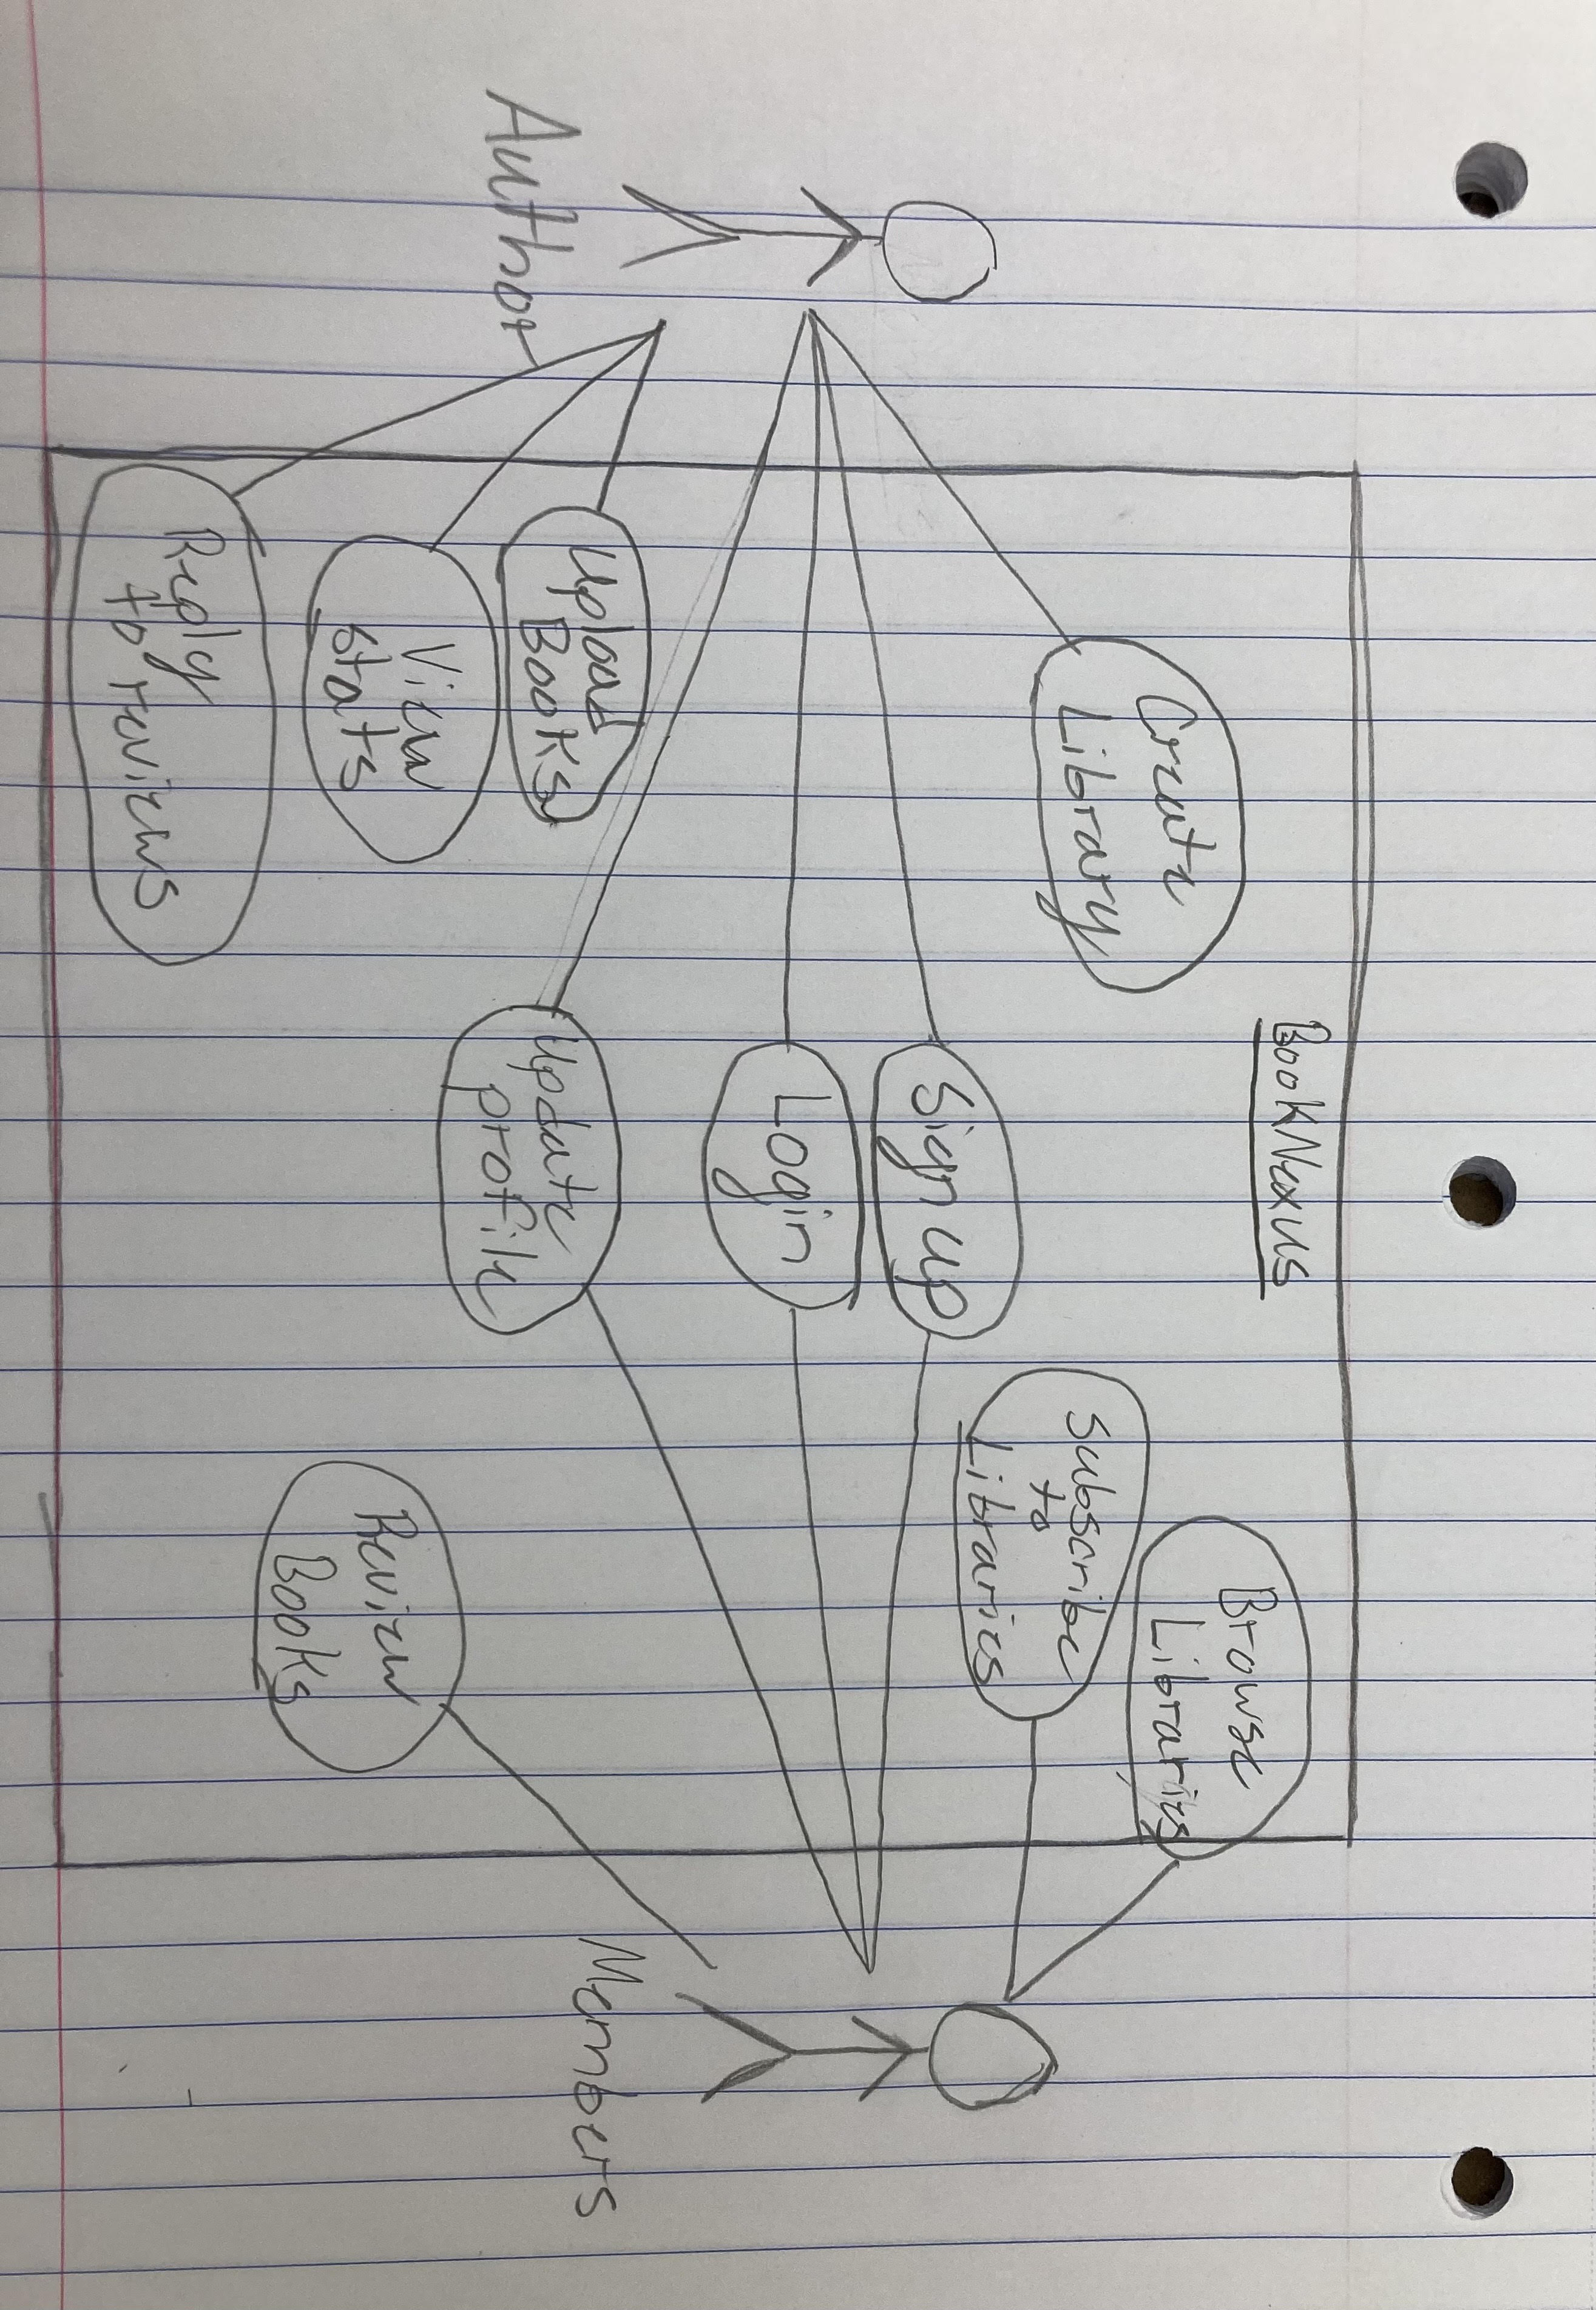 BookNexus
Create
Library
Browse
Libraries
Subscribe
to
Libraries
Sign up
Login
Update
profile
Upload
Books
View
stats
Reply
to reviews
Review
Books
Author
Members